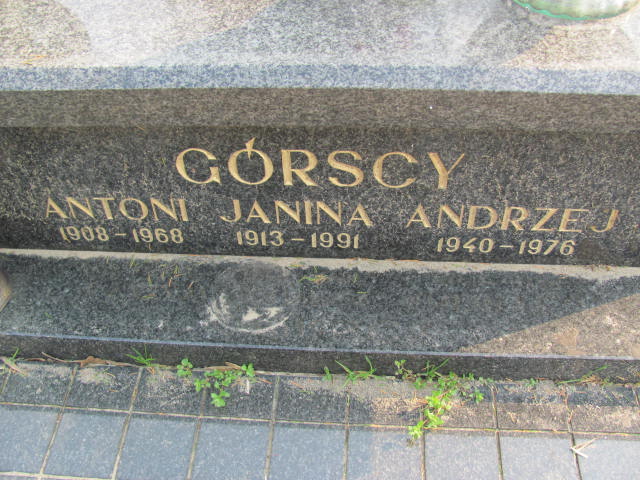 GÓRSCY
ANTONI JANINA ANDRZEJ
1908-1968 1913-1991 1940-1976